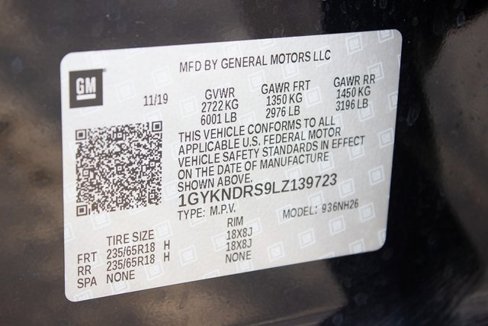 MFD BY GENERAL MOTORS LLC
GM
11/19
GVWR GAWR FRT GAWR RR
2722 KG 1350 KG 1450 KG
6001 LB 2976 LB 3196 LB
THIS VEHICLE CONFORMS TO ALL
APPLICABLE U.S. FEDERAL MOTOR
VEHICLE SAFETY STANDARDS IN EFFECT
ON THE DATE OF MANUFACTURE
SHOWN ABOVE.
1GYKNDRS9LZ139723
TYPE: M.P.V. MODEL: 936NH26
TIRE SIZE RIM
FRT 235/65R18 H 18X8J
RR 235/65R18 H 18X8J
SPA NONE NONE